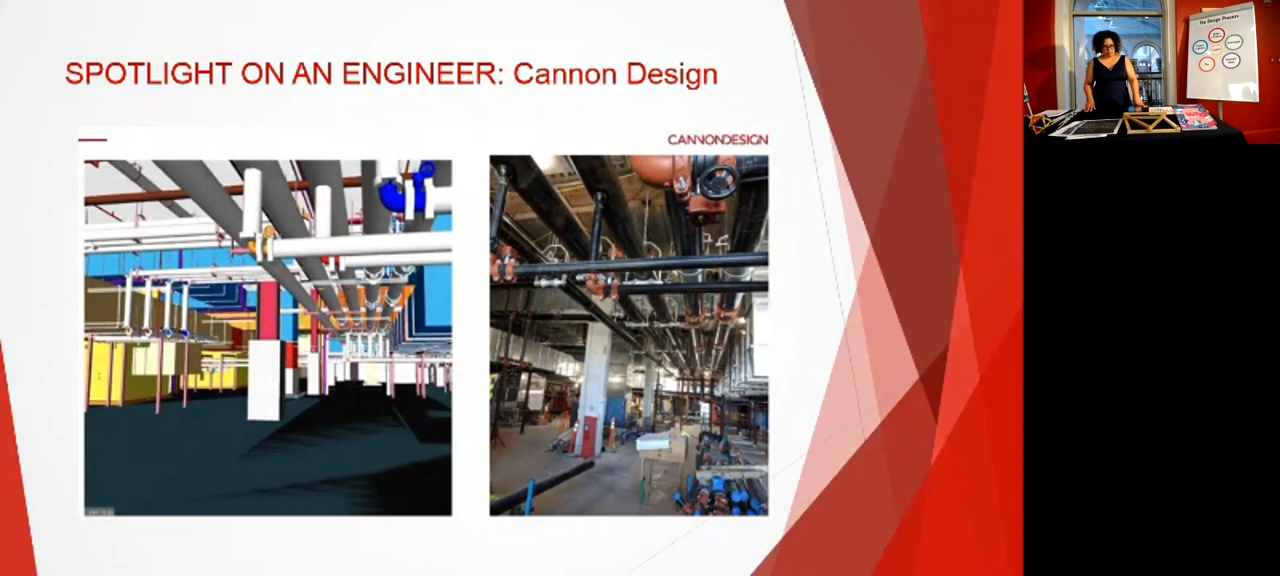 SPOTLIGHT ON AN ENGINEER: Cannon Design
CANNONDESIGN
The Design Process